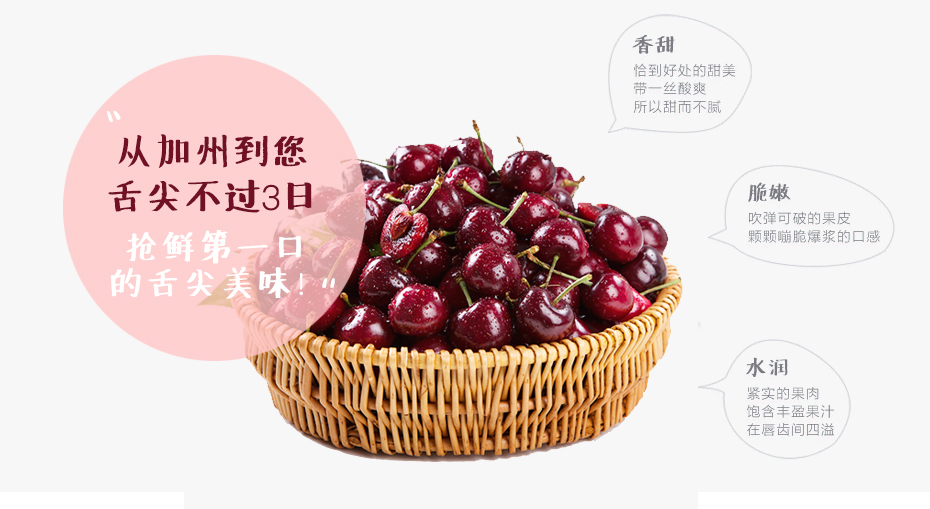 “
从加州到您
舌尖不过3日
抢鲜第一口
的舌尖美味！”
香甜
恰到好处的甜美
带一丝酸爽
所以甜而不腻
脆嫩
吹弹可破的果皮
颗颗嘣脆爆浆的口感
水润
紧实的果肉
饱含丰盈果汁
在唇齿间四溢